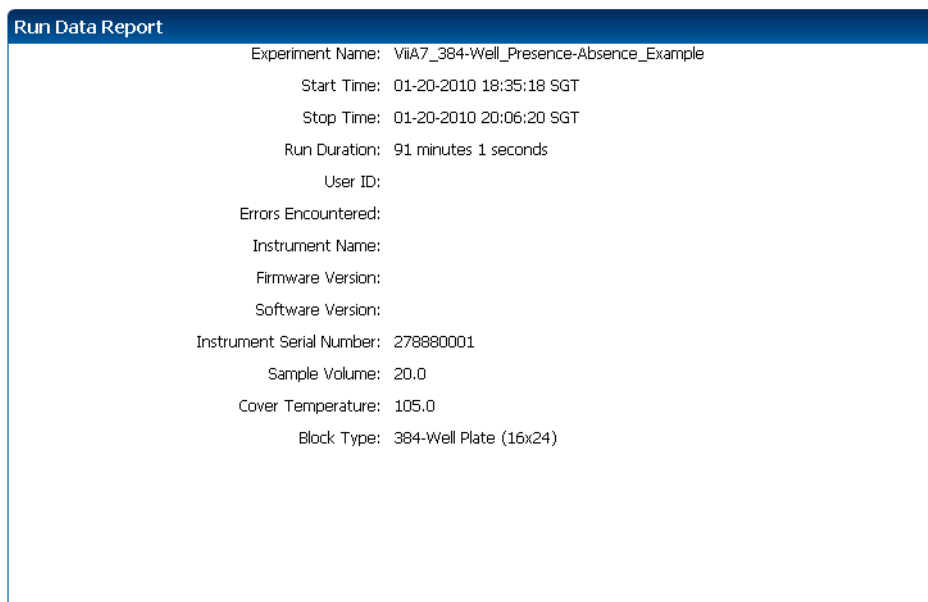 Run Data Report
Experiment Name: ViiA7_384-Well_Presence-Absence_Example
Start Time: 01-20-2010 18:35:18 SGT
Stop Time: 01-20-2010 20:06:20 SGT
Run Duration: 91 minutes 1 seconds
User ID:
Errors Encountered:
Instrument Name:
Firmware Version:
Software Version:
Instrument Serial Number: 278880001
Sample Volume: 20.0
Cover Temperature: 105.0
Block Type: 384-Well Plate (16x24)